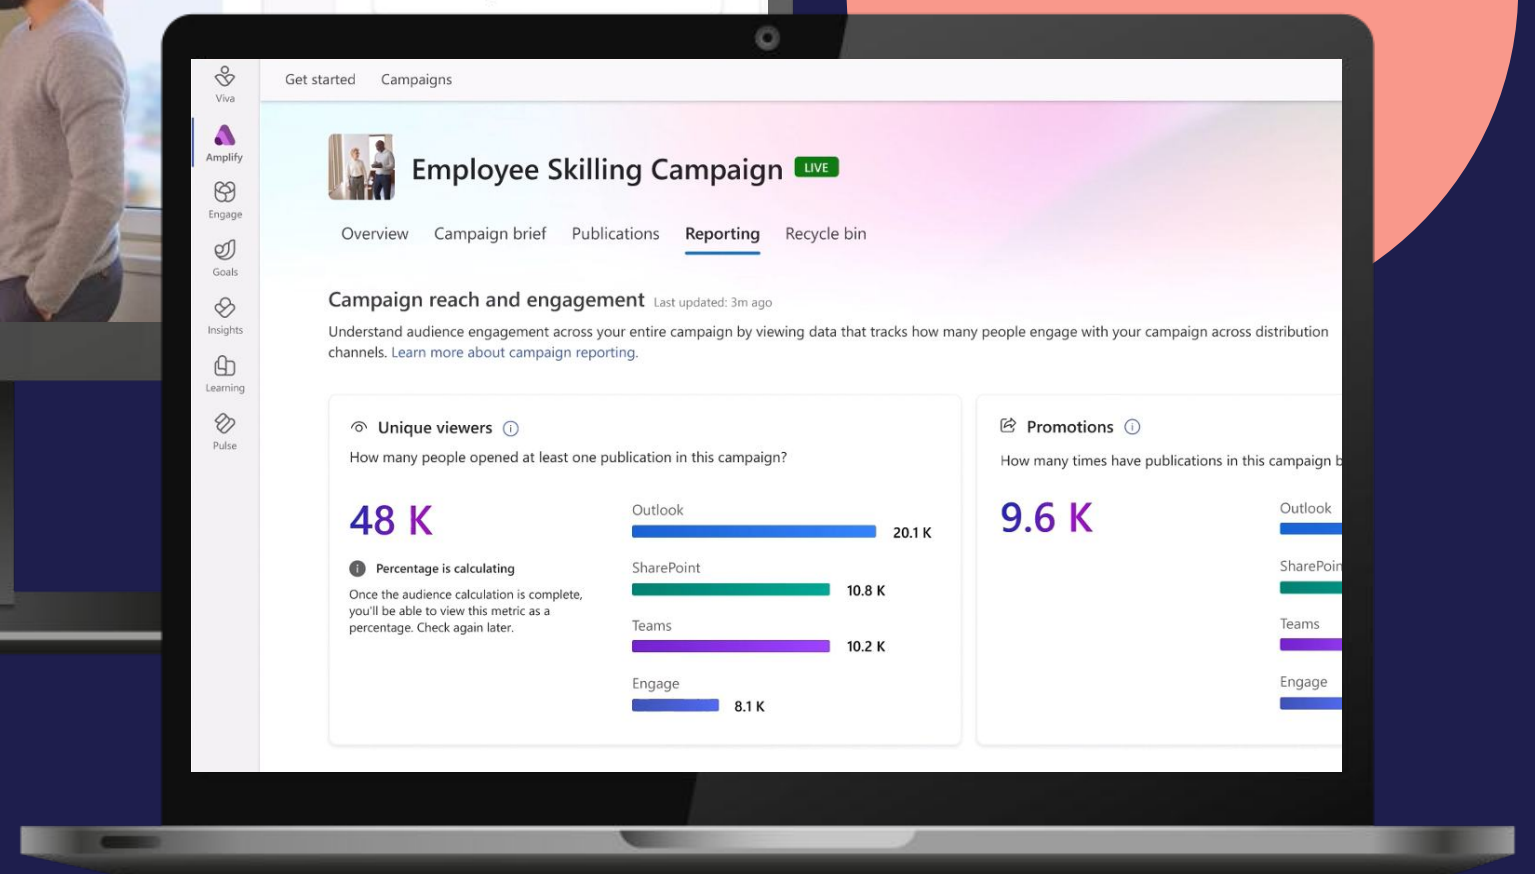 Viva
Amplify
Engage
Goals
Insights
Learning
Pulse
Get started Campaigns
Employee Skilling Campaign LIVE
Overview Campaign brief Publications Reporting Recycle bin
Campaign reach and engagement Last updated: 3m ago
Understand audience engagement across your entire campaign by viewing data that tracks how many people engage with your campaign across distribution
channels. Learn more about campaign reporting.
Unique viewers
How many people opened at least one publication in this campaign?
48 K
Percentage is calculating
Once the audience calculation is complete,
you'll be able to view this metric as a
percentage. Check again later.
Outlook
20.1 K
SharePoint
10.8 K
Teams
10.2 K
Engage
8.1 K
Promotions
How many times have publications in this campaign b
9.6 K
Outlook
SharePoin
Teams
Engage